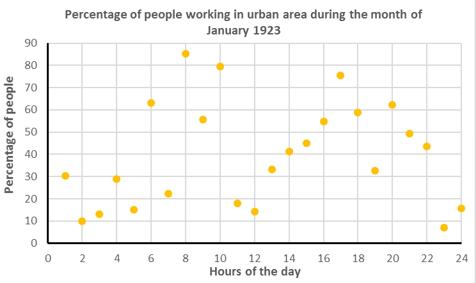 Percentage of people working in urban area during the month of
January 1923
Percentage of people
90
80
70
60
50
40
30
20
10
0
0 2 4 6 8 10 12 14 16 18 20 22 24
Hours of the day